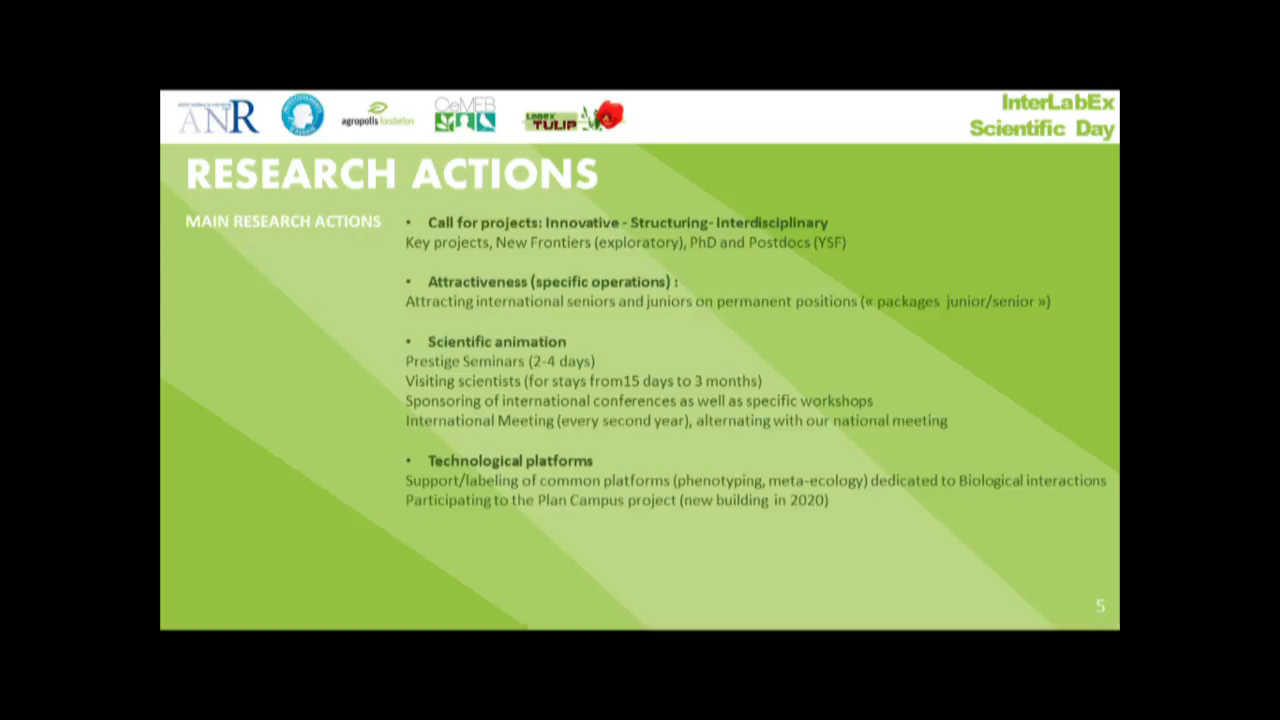 ANR
agropolis fondation
CeMEB
LABEX
TULIP
InterLabEx
Scientific Day
RESEARCH ACTIONS
MAIN RESEARCH ACTIONS
• Call for projects: Innovative - Structuring- Interdisciplinary
Key projects, New Frontiers (exploratory), PhD and Postdocs (YSF)
• Attractiveness (specific operations) :
Attracting international seniors and juniors on permanent positions (« packages junior/senior »)
• Scientific animation
Prestige Seminars (2-4 days)
Visiting scientists (for stays from15 days to 3 months)
Sponsoring of international conferences as well as specific workshops
International Meeting (every second year), alternating with our national meeting
• Technological platforms
Support/labeling of common platforms (phenotyping, meta-ecology) dedicated to Biological interactions
Participating to the Plan Campus project (new building in 2020)
5